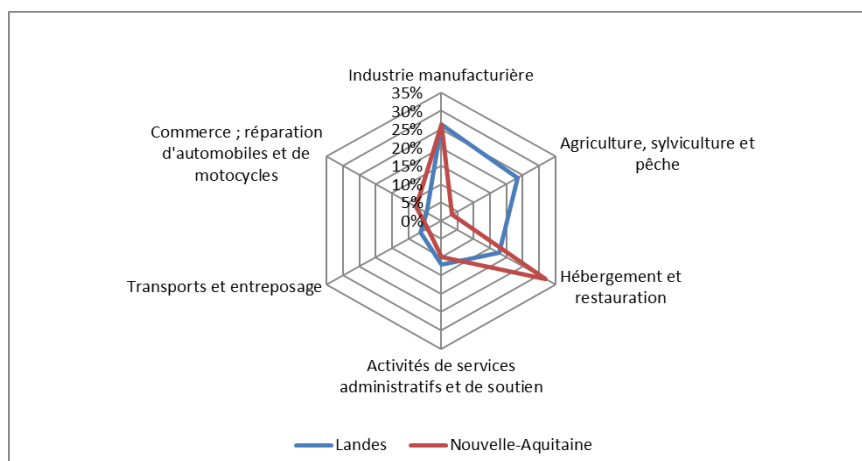 Industrie manufacturière
35%
30%
25%
20%
15%
10%
5%
0%
Agriculture, sylviculture et
pêche
Hébergement et
restauration
Activités de services
administratifs et de soutien
Transports et entreposage
Commerce ; réparation
d'automobiles et de
motocycles
Landes
Nouvelle-Aquitaine